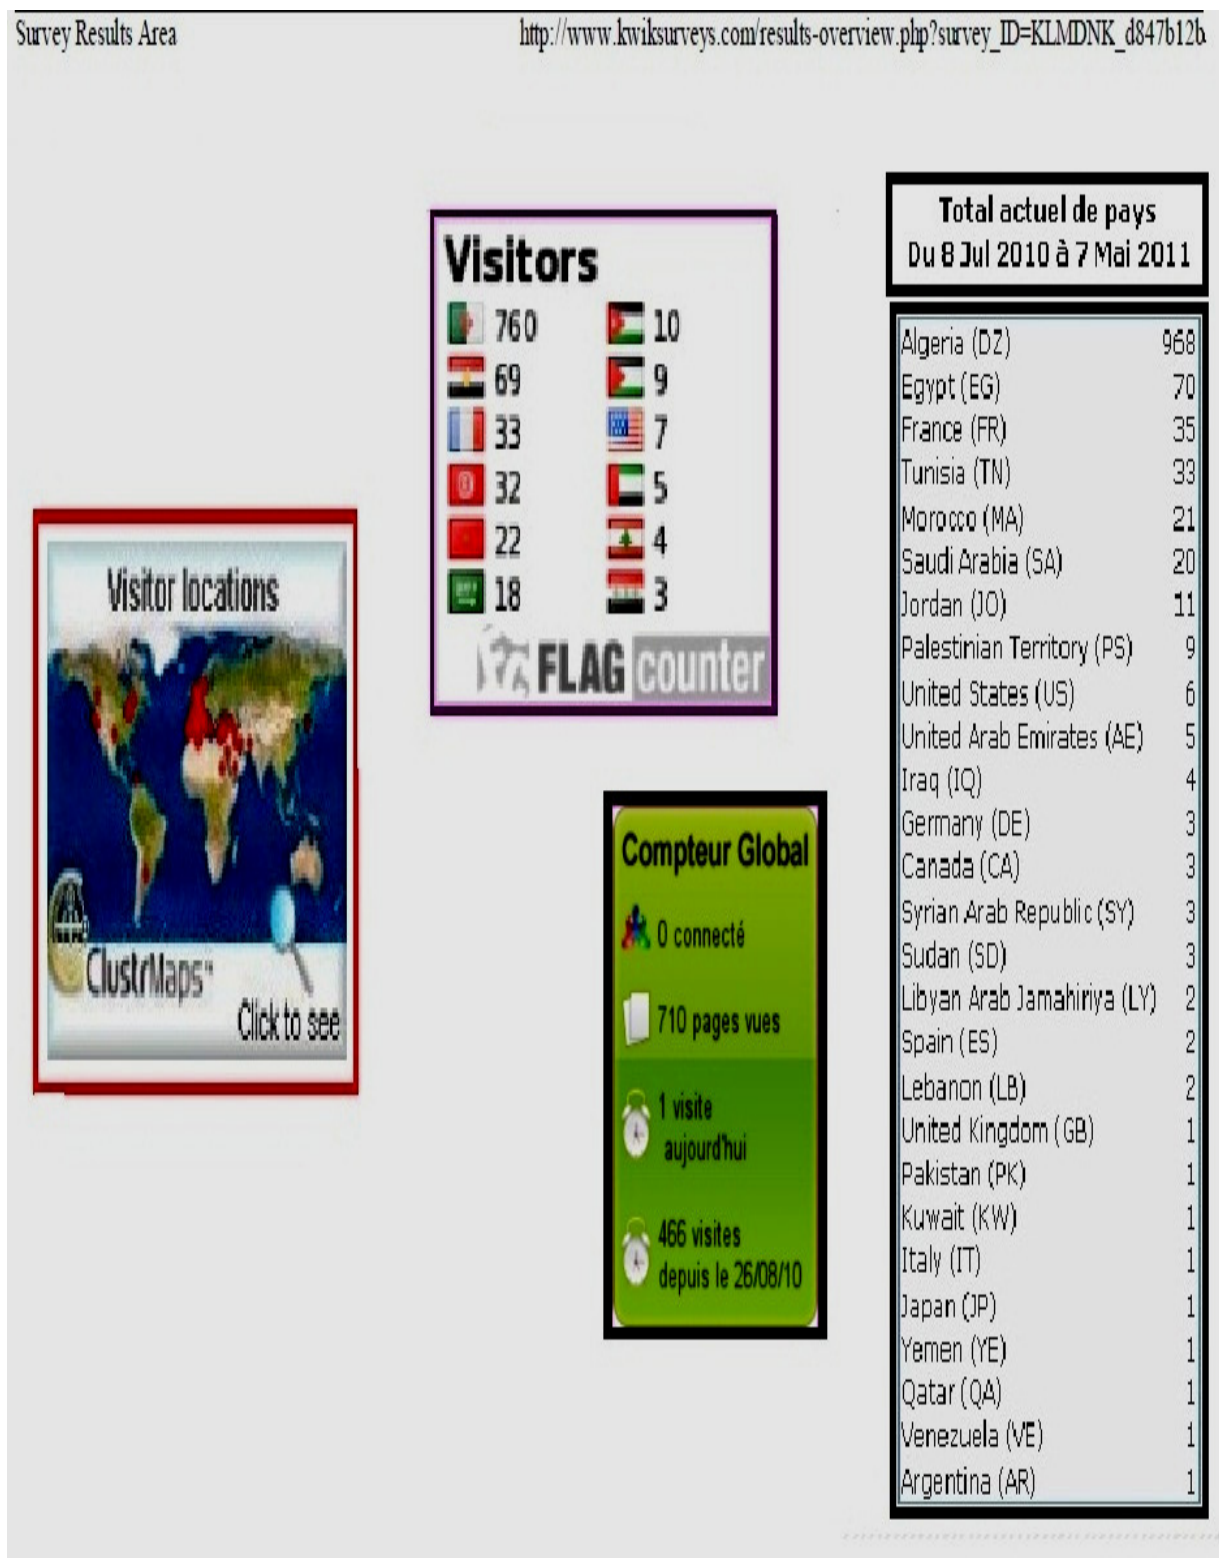 Survey Results Area http://www.kwiksurveys.com/results-overview.php?survey_ID=KLMDNK_d847b12b
Visitors
760 10
69 9
33 7
32 5
22 4
18 3
FLAG counter
Visitor locations
ClustrMaps™
Click to see
Compteur Global
0 connecté
710 pages vues
1 visite
aujourd'hui
466 visites
depuis le 26/08/10
Total actuel de pays
Du 8 Jul 2010 à 7 Mai 2011
Algeria (DZ) 968
Egypt (EG) 70
France (FR) 35
Tunisia (TN) 33
Morocco (MA) 21
Saudi Arabia (SA) 20
Jordan (JO) 11
Palestinian Territory (PS) 9
United States (US) 6
United Arab Emirates (AE) 5
Iraq (IQ) 4
Germany (DE) 3
Canada (CA) 3
Syrian Arab Republic (SY) 3
Sudan (SD) 3
Libyan Arab Jamahiriya (LY) 2
Spain (ES) 2
Lebanon (LB) 2
United Kingdom (GB) 1
Pakistan (PK) 1
Kuwait (KW) 1
Italy (IT) 1
Japan (JP) 1
Yemen (YE) 1
Qatar (QA) 1
Venezuela (VE) 1
Argentina (AR) 1